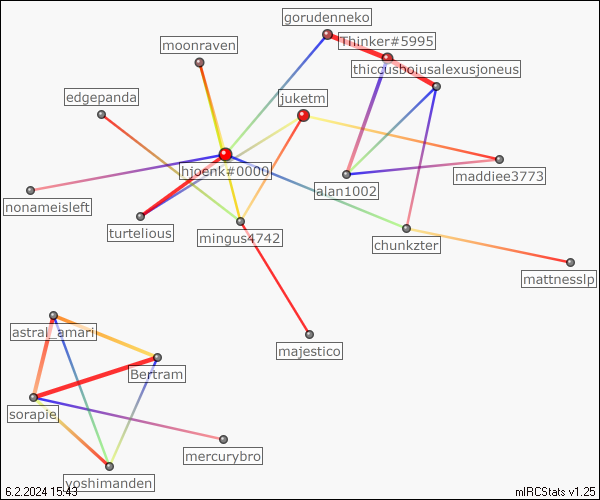 gorudenneko
Thinker#5995
moonraven
thiccusboiusalexusjoneus
edgepanda
juketm
hjoenk#0000
maddiee3773
alan1002
nonameisleft
turtelious
mingus4742
chunkzter
mattnesslp
astral_amari
majestico
Bertram
sorapie
mercurybro
yoshimanden
6.2.2024 15:43
mIRCStats v1.25